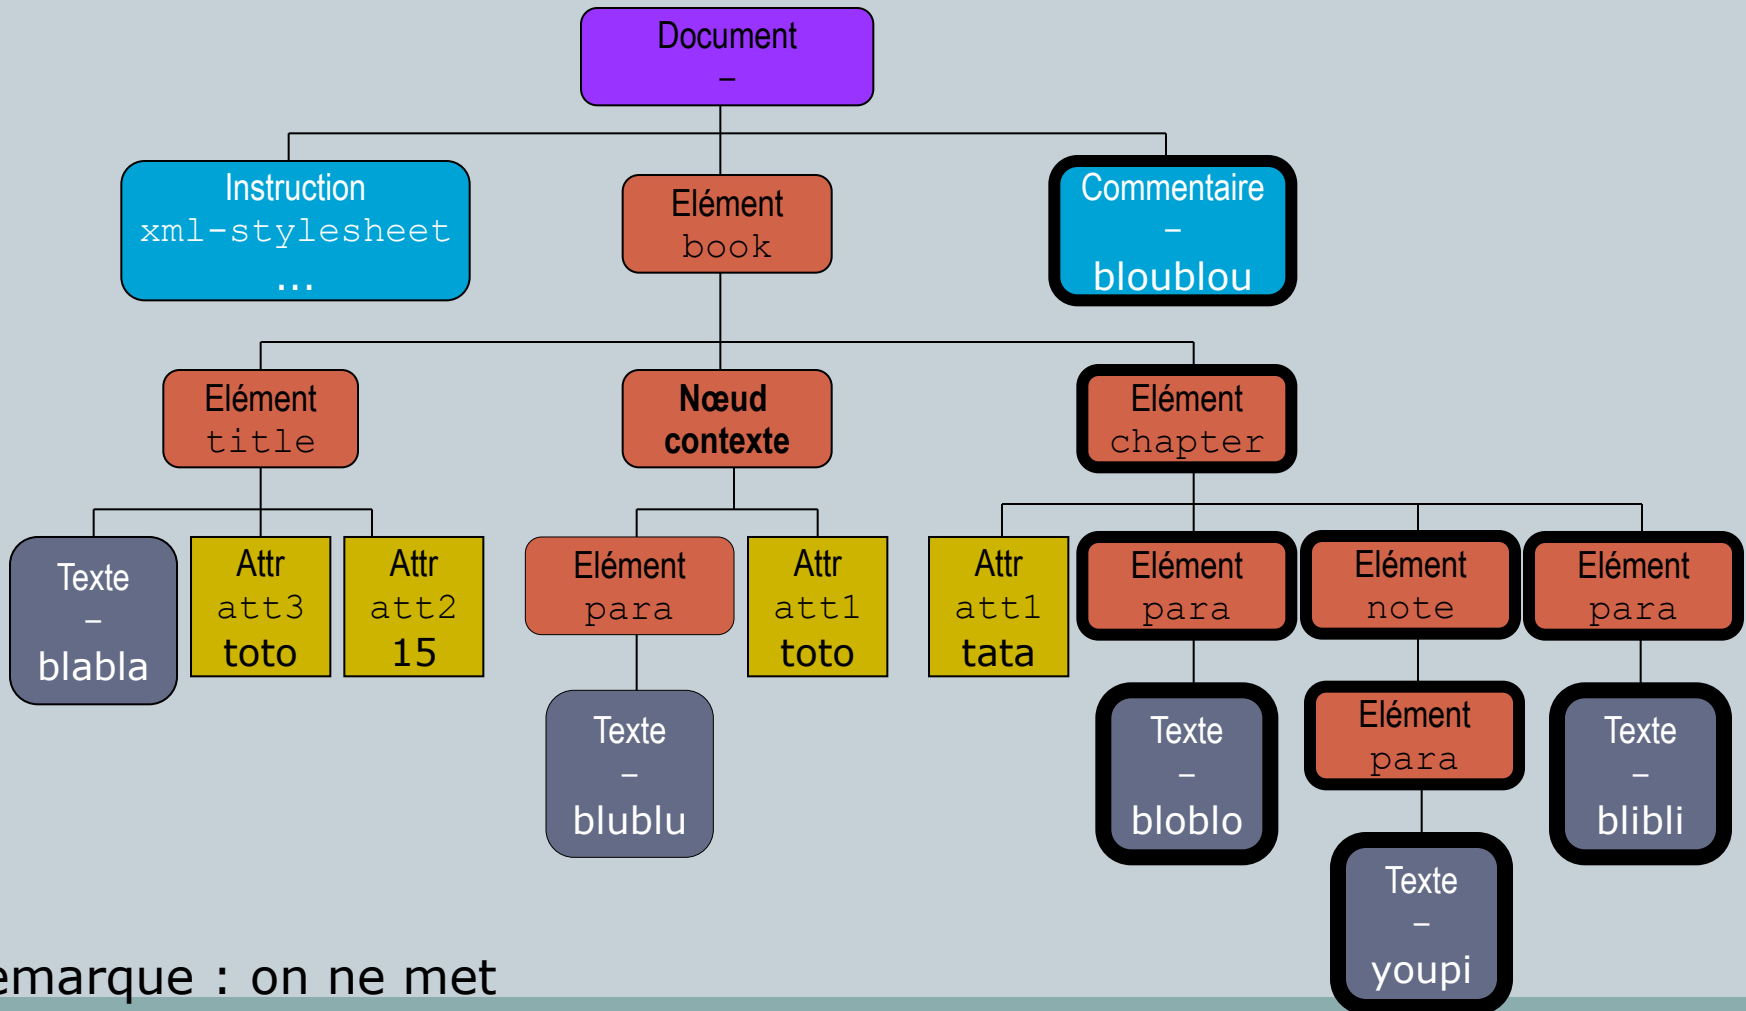 Document
-
Instruction
xml-stylesheet
...
Elément
book
Commentaire
-
bloublou
Elément
title
Nœud
contexte
Elément
chapter
Texte
-
blabla
Attr
att3
toto
Attr
att2
15
Elément
para
Attr
att1
toto
Attr
att1
tata
Elément
para
Elément
note
Elément
para
Texte
-
blublu
Texte
-
bloblo
Elément
para
Texte
-
blibli
Texte
-
youpi
emarque : on ne met